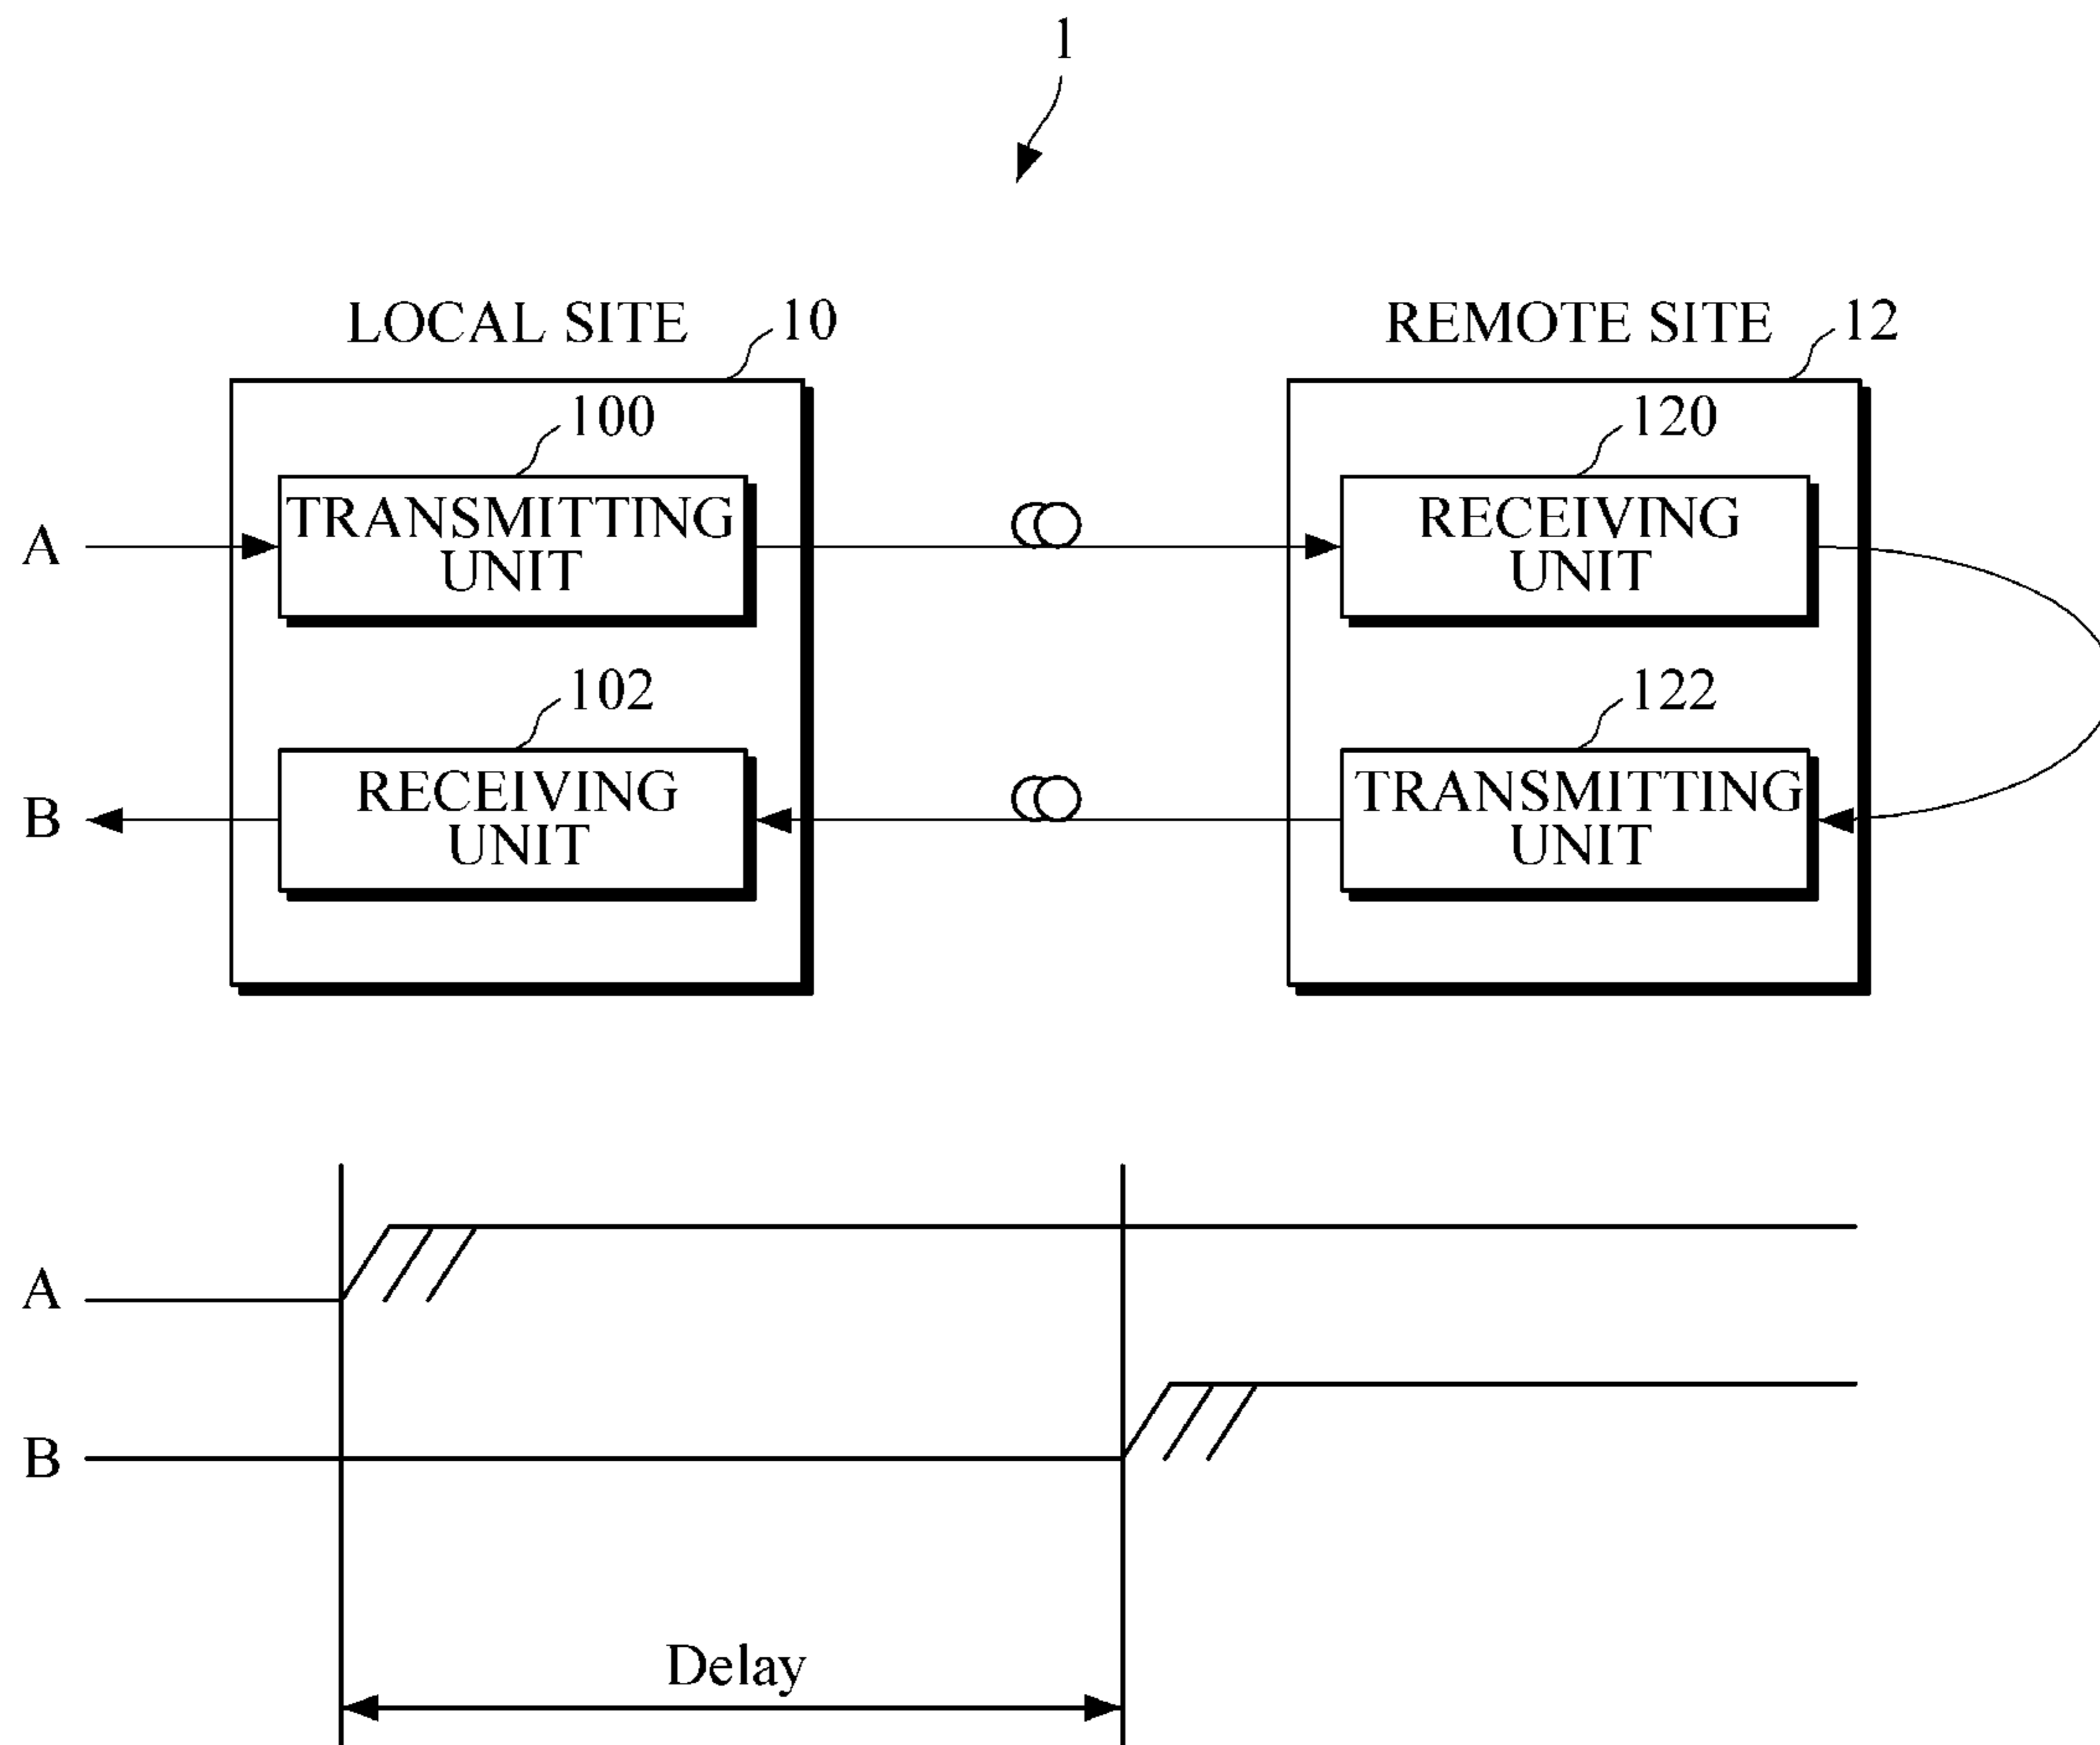 1
LOCAL SITE
10
REMOTE SITE
12
100
TRANSMITTING
UNIT
120
RECEIVING
UNIT
A
102
RECEIVING
UNIT
122
TRANSMITTING
UNIT
B
A
B
Delay